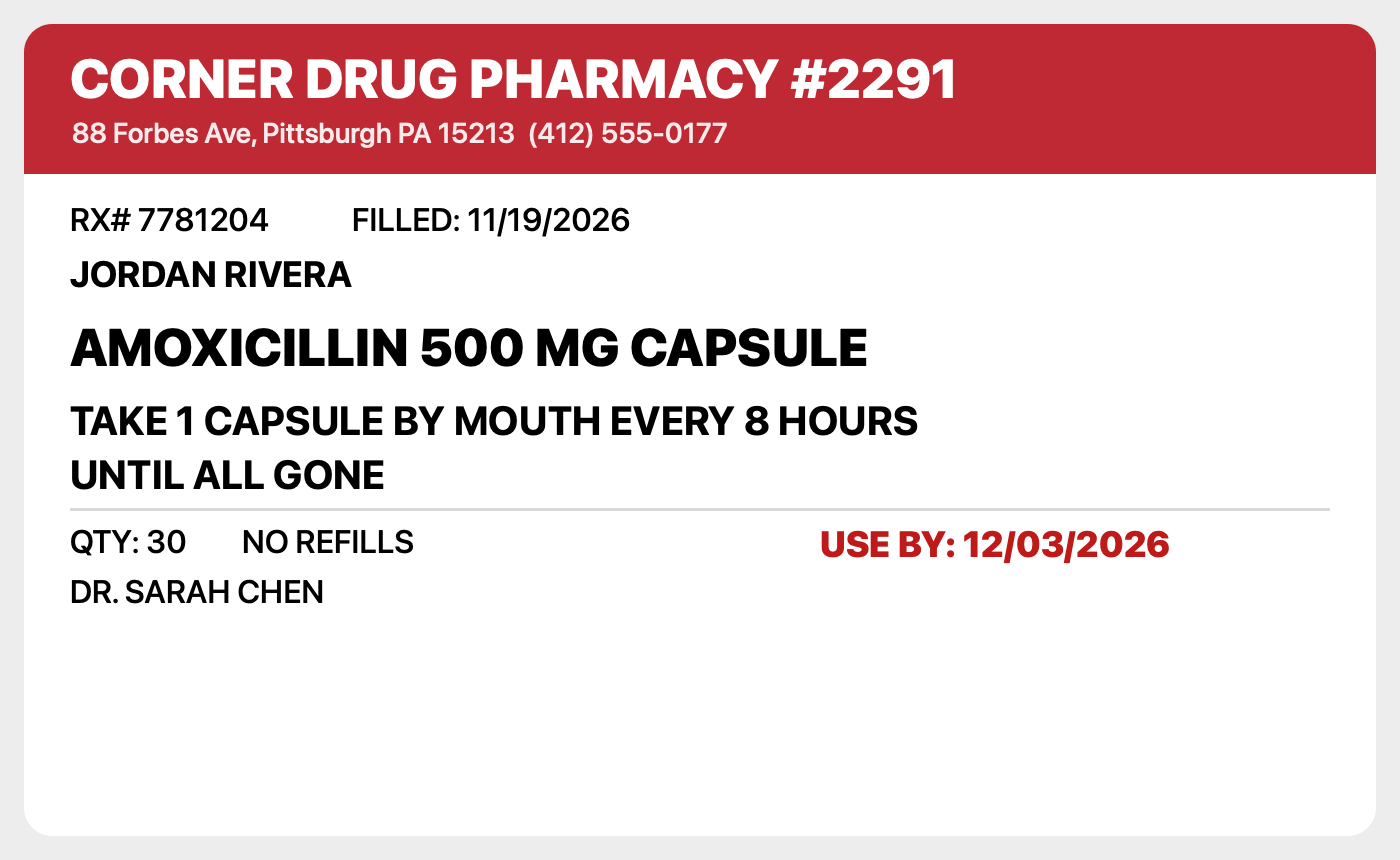 CORNER DRUG PHARMACY #2291
88 Forbes Ave, Pittsburgh PA 15213 (412) 555-0177
RX# 7781204 FILLED: 11/19/2026
JORDAN RIVERA
AMOXICILLIN 500 MG CAPSULE
TAKE 1 CAPSULE BY MOUTH EVERY 8 HOURS
UNTIL ALL GONE
QTY: 30 NO REFILLS USE BY: 12/03/2026
DR. SARAH CHEN